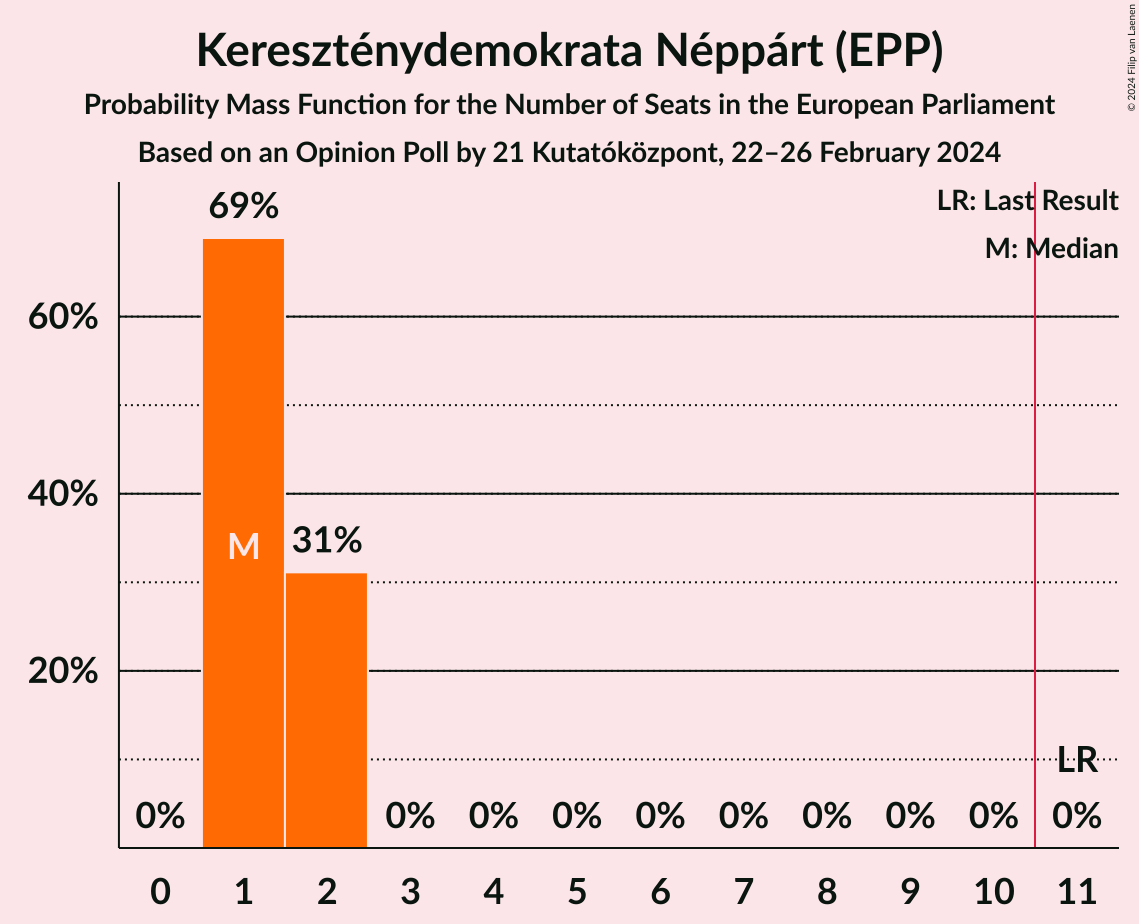 Kereszténydemokrata Néppárt (EPP)
Probability Mass Function for the Number of Seats in the European Parliament
Based on an Opinion Poll by 21 Kutatóközpont, 22–26 February 2024
© 2024 Filip van Laenen
LR: Last Result
M: Median
69%
60%
40%
31%
M
20%
LR
0% 0% 0% 0% 0% 0% 0% 0% 0% 0%
0 1 2 3 4 5 6 7 8 9 10 11